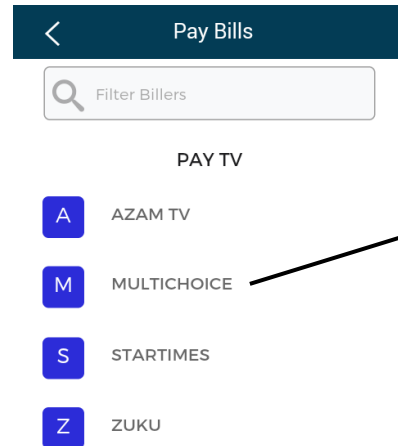 Pay Bills
Filter Billers
PAY TV
A AZAM TV
M MULTICHOICE
S STARTIMES
Z ZUKU